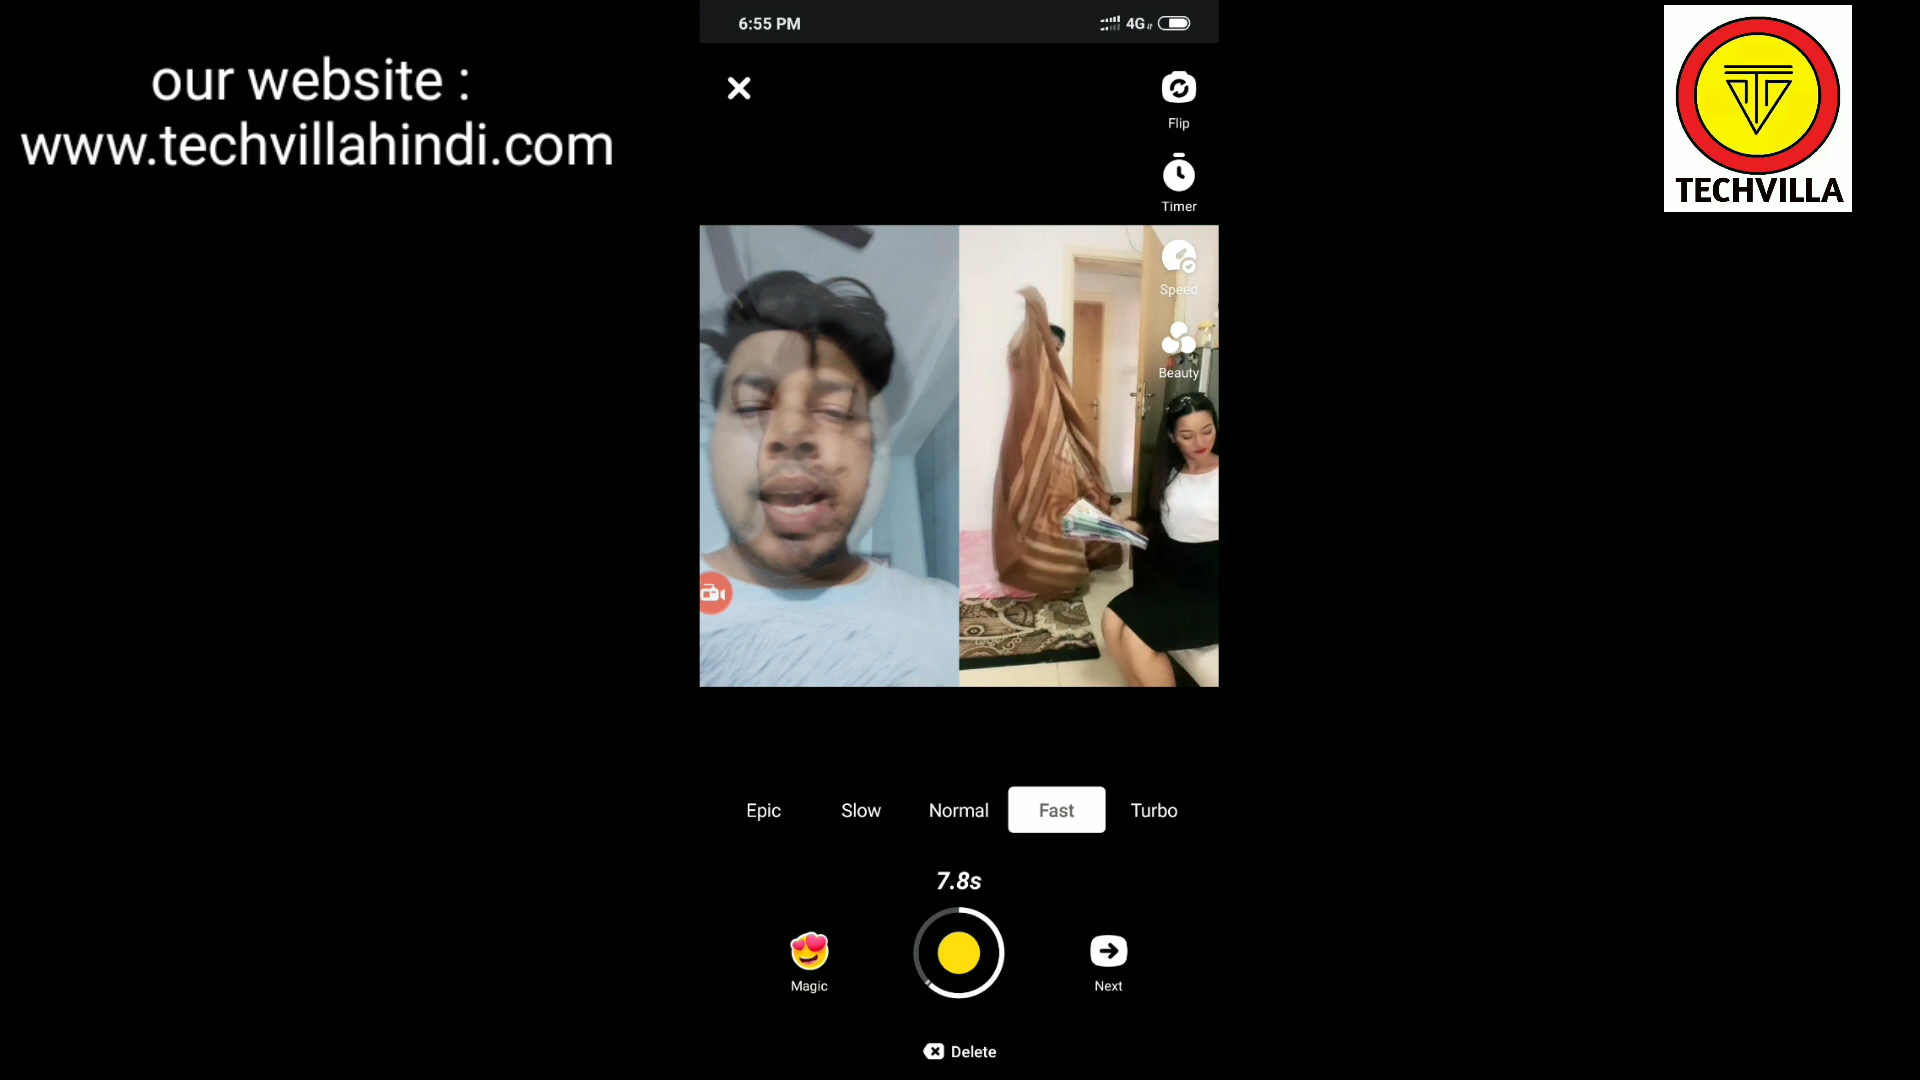 our website :
www.techvillahindi.com
6:55 PM
4G
Flip
Timer
Speed
Beauty
TECHVILLA
Epic
Slow
Normal
Fast
Turbo
7.8s
Magic
Next
Delete